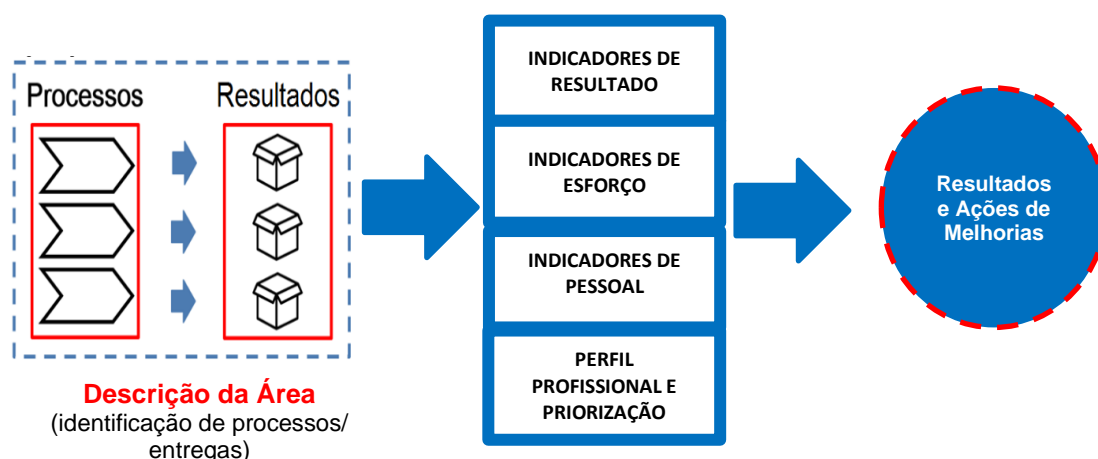 Processos
Resultados
Descrição da Área
(identificação de processos/
entregas)
INDICADORES DE
RESULTADO
INDICADORES DE
ESFORÇO
INDICADORES DE
PESSOAL
PERFIL
PROFISSIONAL E
PRIORIZAÇÃO
Resultados
e Ações de
Melhorias